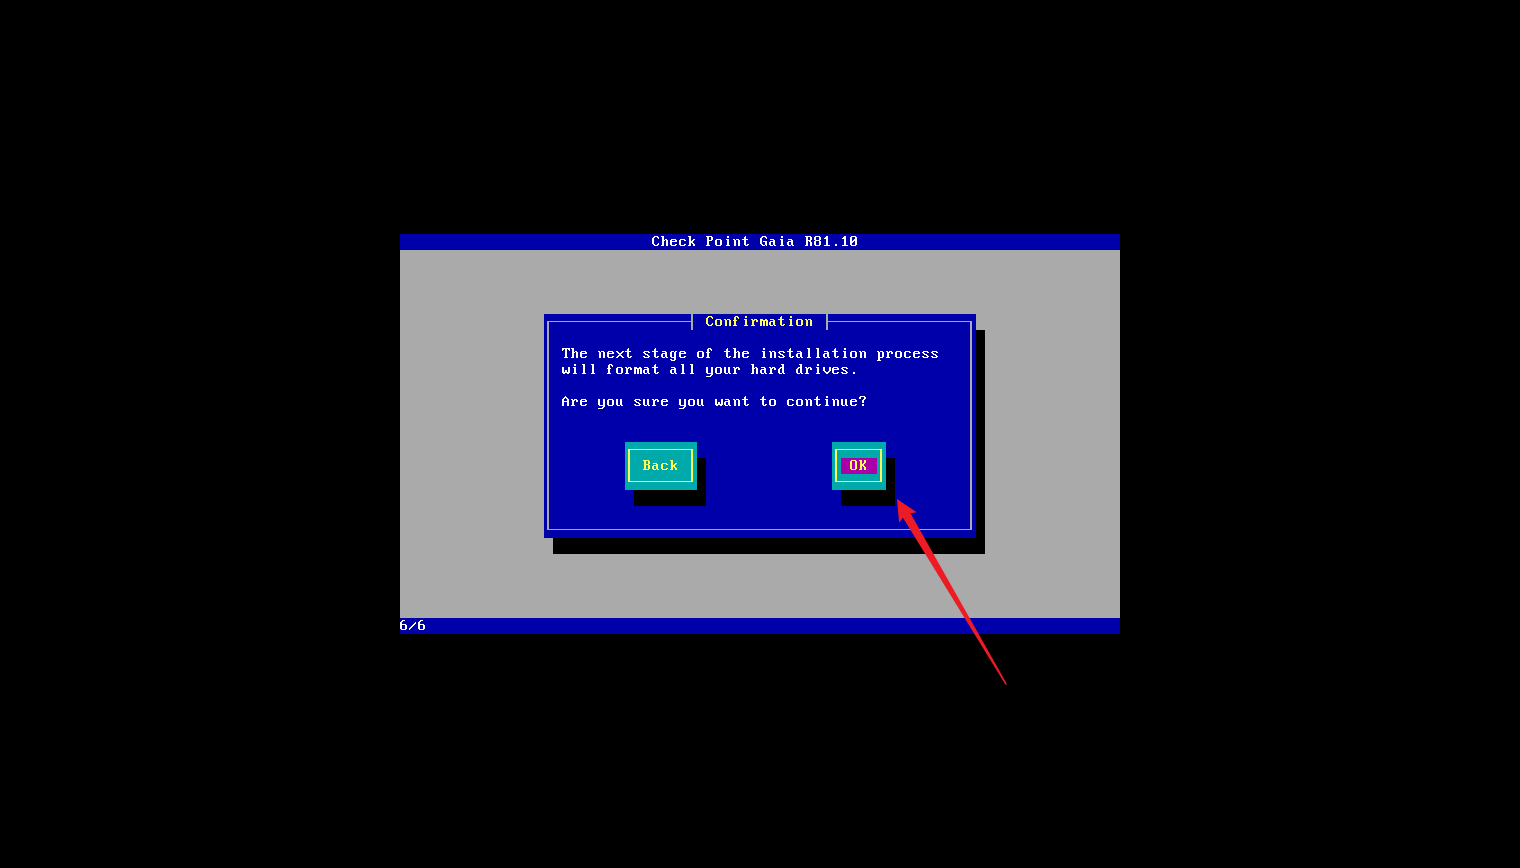 Check Point Gaia R81.10
Confirmation
The next stage of the installation process
will format all your hard drives.
Are you sure you want to continue?
Back
OK
6/6